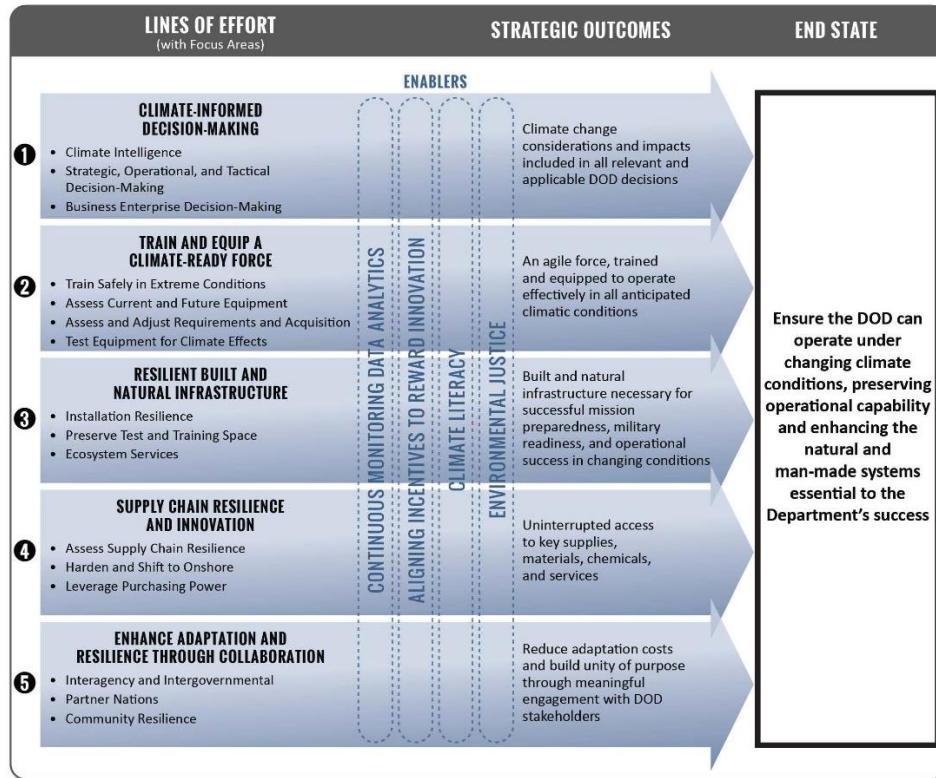 LINES OF EFFORT
(with Focus Areas)
STRATEGIC OUTCOMES
END STATE
ENABLERS
CONTINUOUS MONITORING DATA ANALYTICS
ALIGNING INCENTIVES TO REWARD INNOVATION
CLIMATE LITERACY
ENVIRONMENTAL JUSTICE
1
CLIMATE-INFORMED
DECISION-MAKING
• Climate Intelligence
• Strategic, Operational, and Tactical
Decision-Making
• Business Enterprise Decision-Making
Climate change
considerations and impacts
included in all relevant and
applicable DOD decisions
2
TRAIN AND EQUIP A
CLIMATE-READY FORCE
• Train Safely in Extreme Conditions
• Assess Current and Future Equipment
• Assess and Adjust Requirements and Acquisition
• Test Equipment for Climate Effects
An agile force, trained
and equipped to operate
effectively in all anticipated
climatic conditions
3
RESILIENT BUILT AND
NATURAL INFRASTRUCTURE
• Installation Resilience
• Preserve Test and Training Space
• Ecosystem Services
Built and natural
infrastructure necessary for
successful mission
preparedness, military
readiness, and operational
success in changing conditions
4
SUPPLY CHAIN RESILIENCE
AND INNOVATION
• Assess Supply Chain Resilience
• Harden and Shift to Onshore
• Leverage Purchasing Power
Uninterrupted access
to key supplies,
materials, chemicals,
and services
5
ENHANCE ADAPTATION AND
RESILIENCE THROUGH COLLABORATION
• Interagency and Intergovernmental
• Partner Nations
• Community Resilience
Reduce adaptation costs
and build unity of purpose
through meaningful
engagement with DOD
stakeholders
Ensure the DOD can
operate under
changing climate
conditions, preserving
operational capability
and enhancing the
natural and
man-made systems
essential to the
Department’s success